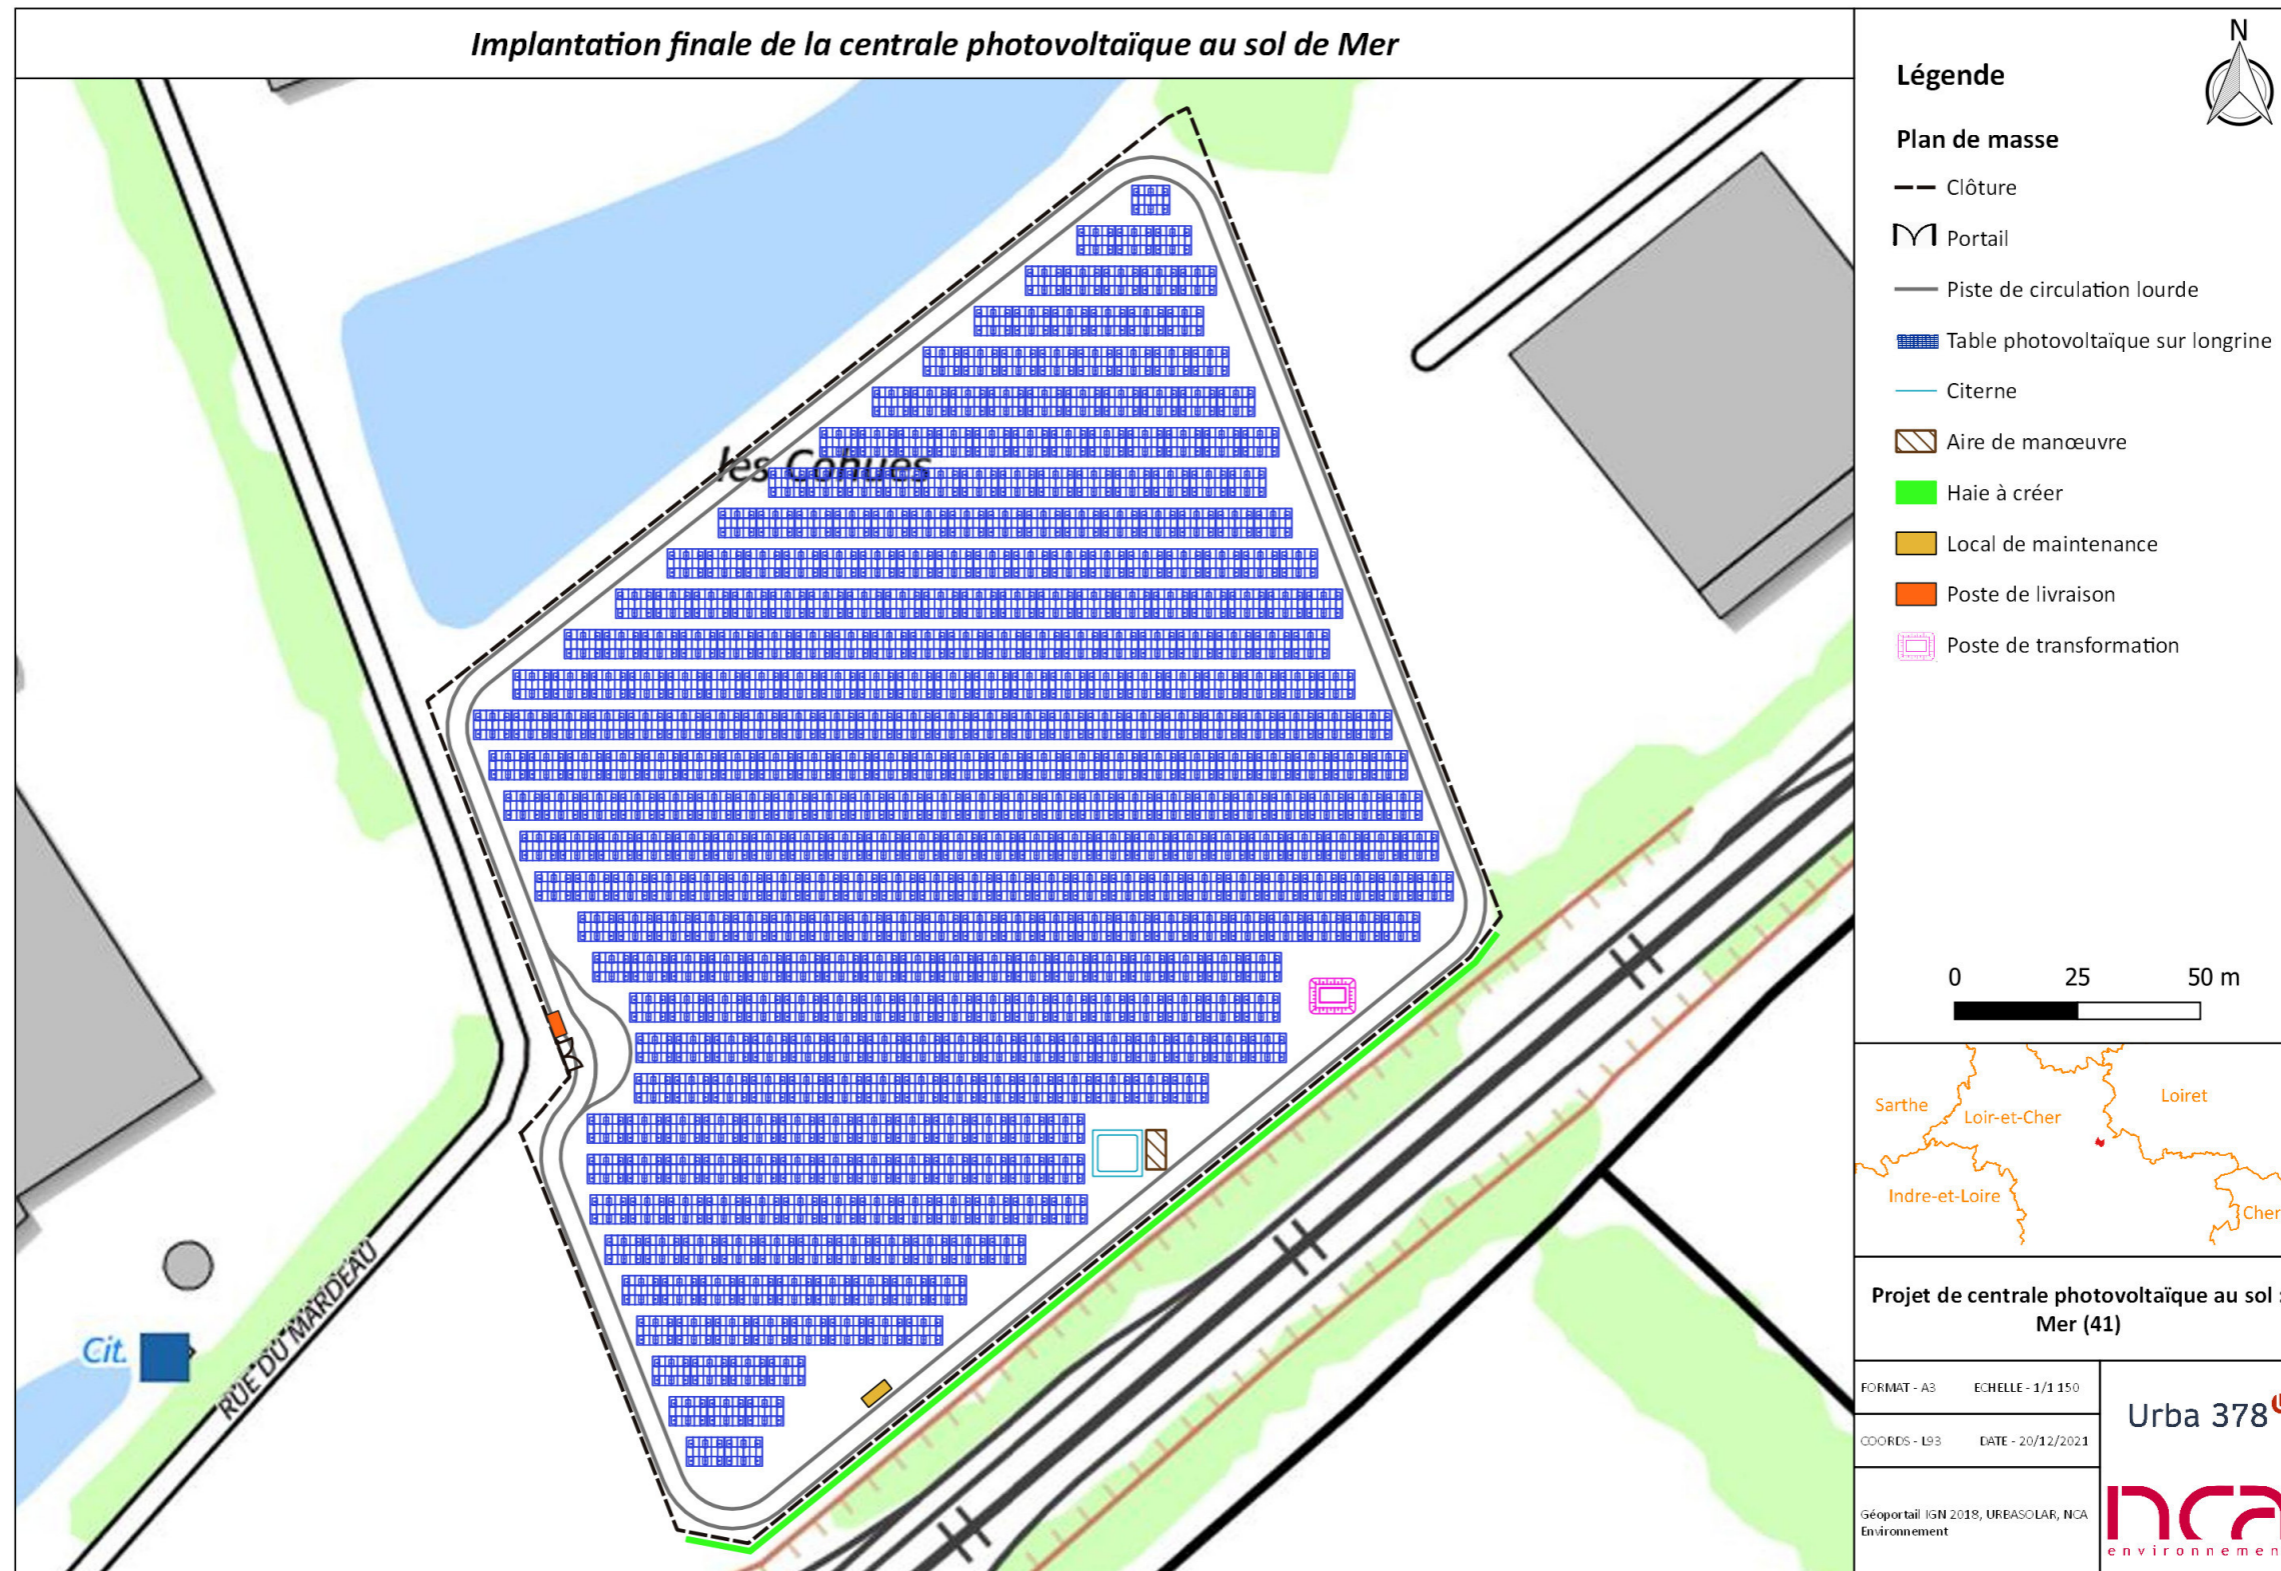 Implantation finale de la centrale photovoltaïque au sol de Mer
N
Légende
Plan de masse
Clôture
Portail
Piste de circulation lourde
Table photovoltaïque sur longrine
Citerne
Aire de manœuvre
Haie à créer
Local de maintenance
Poste de livraison
Poste de transformation
les Cohues
Cit.
RUE DU MARDEAU
0 25 50 m
Sarthe
Loir-et-Cher
Loiret
Indre-et-Loire
Cher
Projet de centrale photovoltaïque au sol :
Mer (41)
FORMAT - A3 ECHELLE - 1/1 150
COORDS - L93 DATE - 20/12/2021
Géoportail IGN 2018, URBASOLAR, NCA
Environnement
Urba 378
nca
environnemen